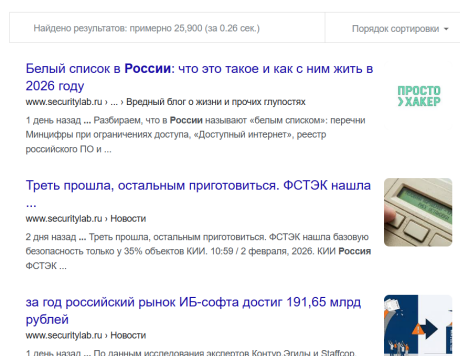 Найдено результатов: примерно 25,900 (за 0.26 сек.)
Порядок сортировки
Белый список в России: что это такое и как с ним жить в
2026 году
www.securitylab.ru › ... › Вредный блог о жизни и прочих глупостях
1 день назад ... Разбираем, что в России называют «белым списком»: перечни
Минцифры при ограничениях доступа, «Доступный интернет», реестр
российского ПО и ...
ПРОСТО
ХАКЕР
Треть прошла, остальным приготовиться. ФСТЭК нашла
...
www.securitylab.ru › Новости
2 дня назад ... Треть прошла, остальным приготовиться. ФСТЭК нашла базовую
безопасность только у 35% объектов КИИ. 10:59 / 2 февраля, 2026. КИИ Россия
ФСТЭК ...
за год российский рынок ИБ-софта достиг 191,65 млрд
рублей
www.securitylab.ru › Новости
1 день назад ... По данным исследования экспертов Контур.Эгиды и Staffcop